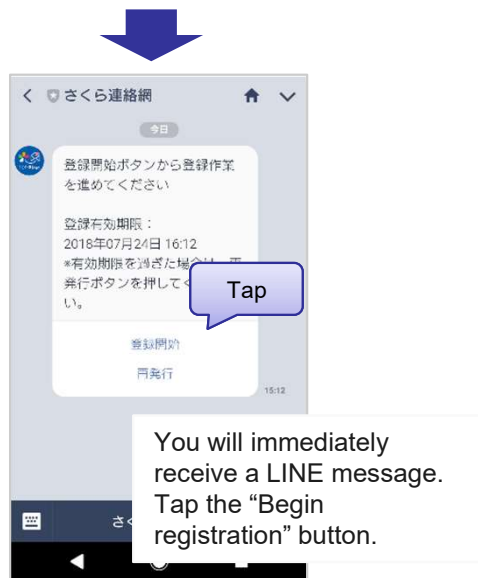 さくら連絡網
今日
登録開始ボタンから登録作業
を進めてください
登録有効期限：
2018年07月24日 16:12
*有効期限を過ぎた場合は、再
発行ボタンを押してく
い。
Tap
登録開始
再発行
15:12
You will immediately
receive a LINE message.
Tap the “Begin
registration” button.
さく